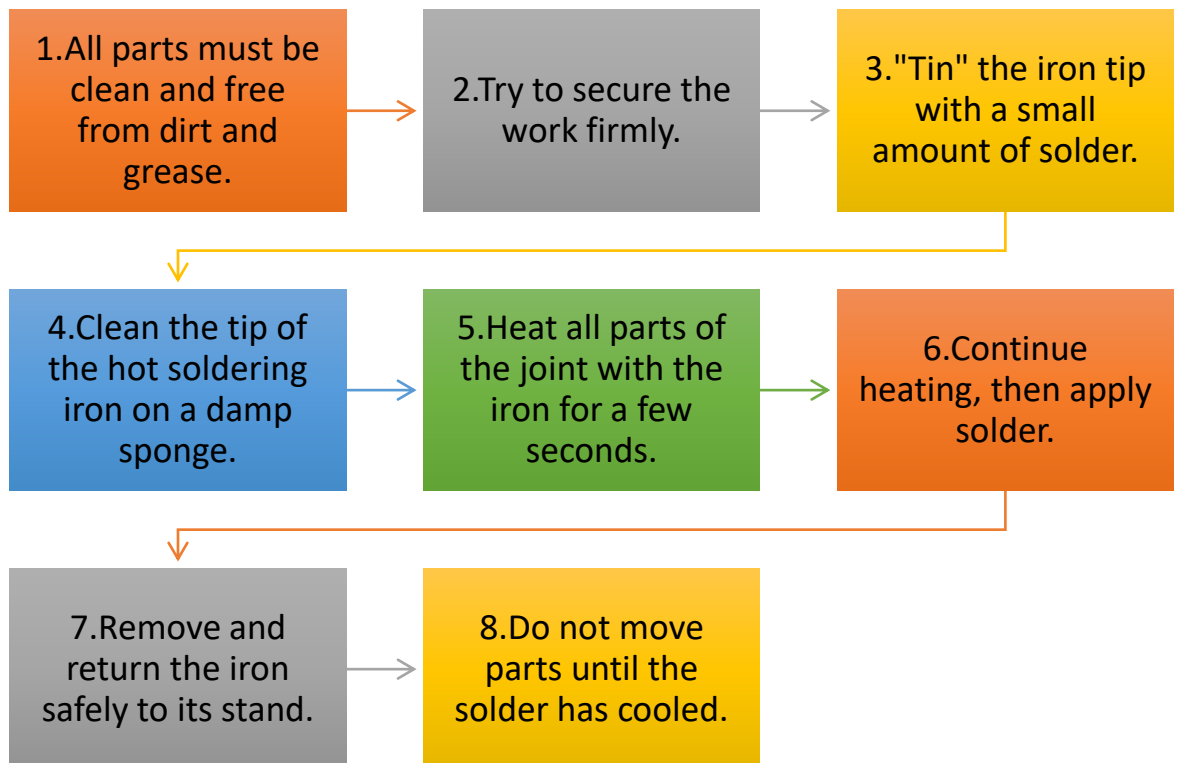 1.All parts must be
clean and free
from dirt and
grease.
2.Try to secure the
work firmly.
3."Tin" the iron tip
with a small
amount of solder.
4.Clean the tip of
the hot soldering
iron on a damp
sponge.
5.Heat all parts of
the joint with the
iron for a few
seconds.
6.Continue
heating, then apply
solder.
7.Remove and
return the iron
safely to its stand.
8.Do not move
parts until the
solder has cooled.